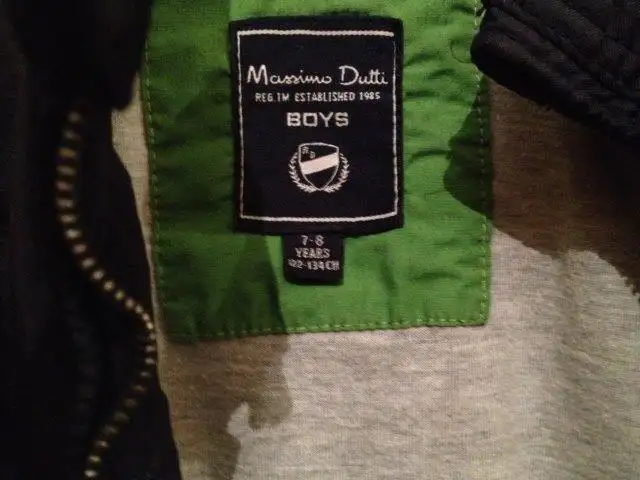 Massimo Dutti
REG.TM ESTABLISHED 1985
BOYS
7-8
YEARS
122-134CM